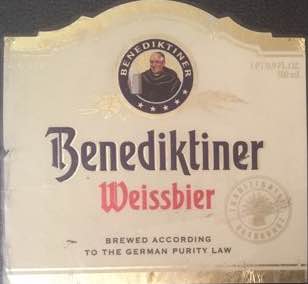 BENEDIKTINER
Benediktiner
Weissbier
BREWED ACCORDING
TO THE GERMAN PURITY LAW